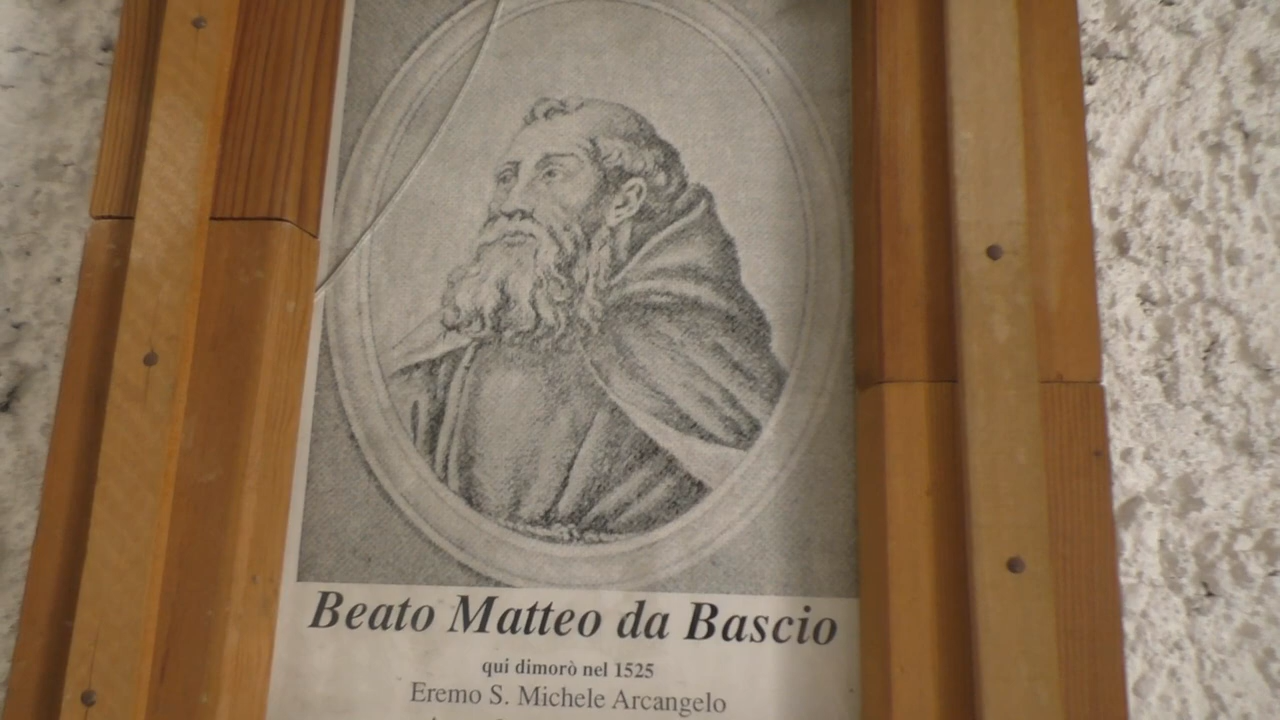 Beato Matteo da Bascio
qui dimorò nel 1525
Eremo S. Michele Arcangelo